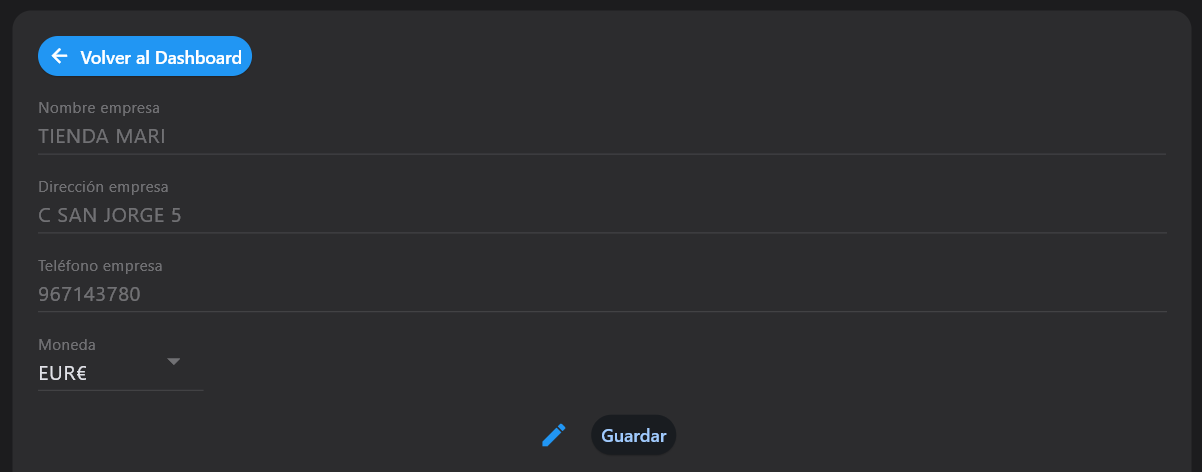 Volver al Dashboard
Nombre empresa
TIENDA MARI
Dirección empresa
C SAN JORGE 5
Teléfono empresa
967143780
Moneda
EUR€
Guardar